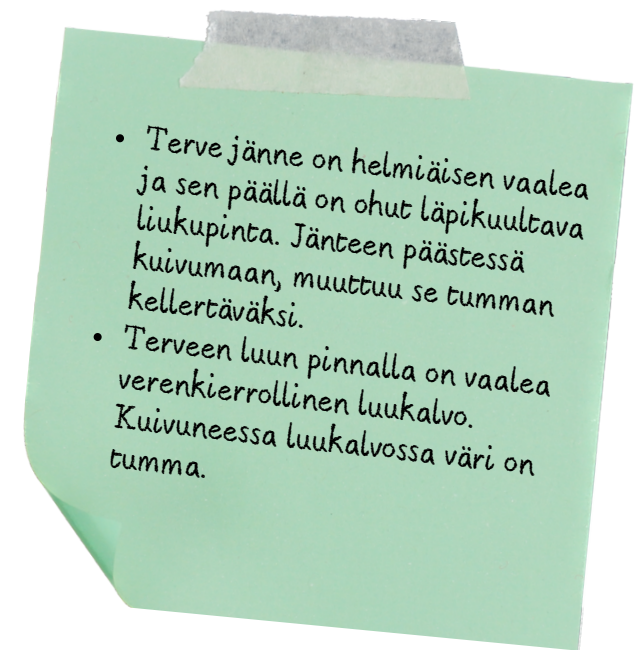 • Terve jänne on helmiäisen vaalea
ja sen päällä on ohut läpikuultava
liukupinta. Jänteen päästessä
kuivumaan, muuttuu se tumman
kellertäväksi.
• Terveen luun pinnalla on vaalea
verenkierrollinen luukalvo.
Kuivuneessa luukalvossa väri on
tumma.